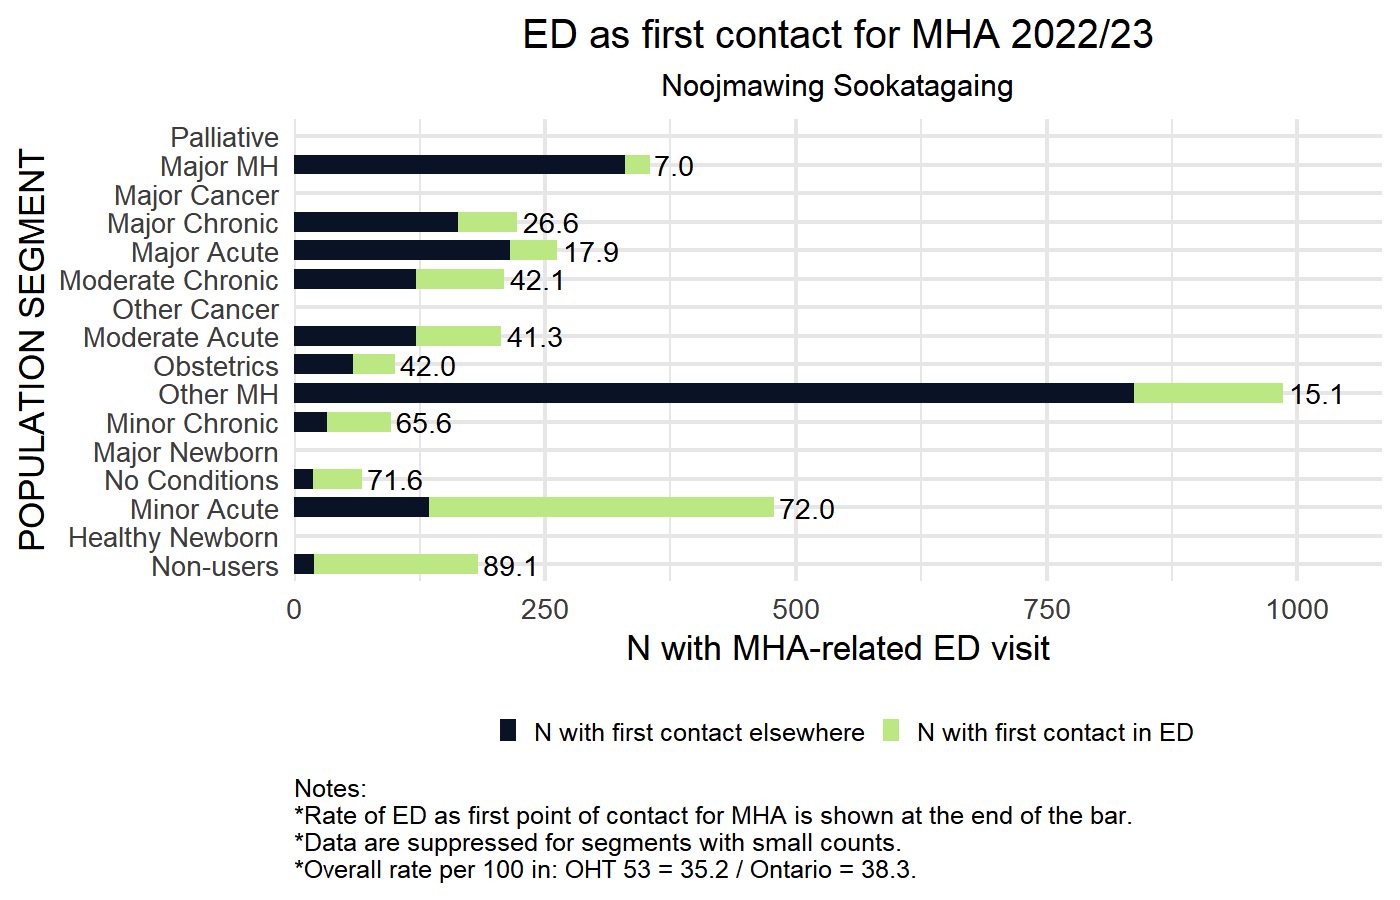 ED as first contact for MHA 2022/23
Noojmawing Sookatagaing
POPULATION SEGMENT
Palliative
Major MH 7.0
Major Cancer
Major Chronic 26.6
Major Acute 17.9
Moderate Chronic 42.1
Other Cancer
Moderate Acute 41.3
Obstetrics 42.0
Other MH 15.1
Minor Chronic 65.6
Major Newborn
No Conditions 71.6
Minor Acute 72.0
Healthy Newborn
Non-users 89.1
0 250 500 750 1000
N with MHA-related ED visit
N with first contact elsewhere N with first contact in ED
Notes:
*Rate of ED as first point of contact for MHA is shown at the end of the bar.
*Data are suppressed for segments with small counts.
*Overall rate per 100 in: OHT 53 = 35.2 / Ontario = 38.3.